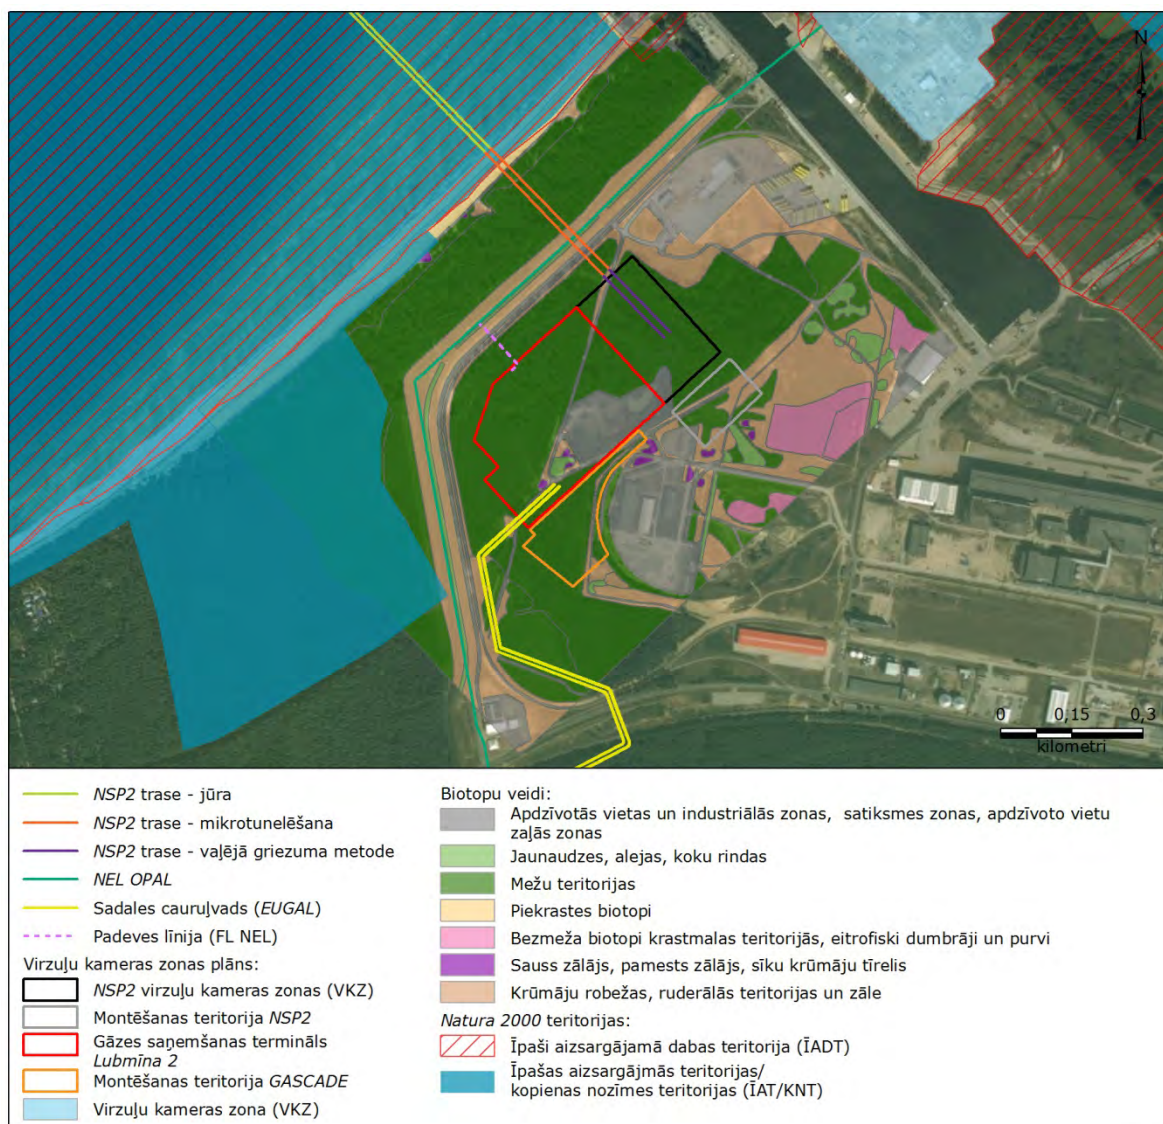 N
0 0,15 0,3
kilometri
NSP2 trase - jūra
NSP2 trase - mikrotunelēšana
NSP2 trase - vaļējā griezuma metode
NEL OPAL
Sadales cauruļvads (EUGAL)
Padeves līnija (FL NEL)
Virzuļu kameras zonas plāns:
NSP2 virzuļu kameras zonas (VKZ)
Montēšanas teritorija NSP2
Gāzes saņemšanas termināls
Lubmīna 2
Montēšanas teritorija GASCADE
Virzuļu kameras zona (VKZ)
Biotopu veidi:
Apdzīvotās vietas un industriālās zonas, satiksmes zonas, apdzīvoto vietu
zaļās zonas
Jaunaudzes, alejas, koku rindas
Mežu teritorijas
Piekrastes biotopi
Bezmeža biotopi krastmalas teritorijās, eitrofiski dumbrāji un purvi
Sauss zālājs, pamests zālājs, sīku krūmāju tīrelis
Krūmāju robežas, ruderālās teritorijas un zāle
Natura 2000 teritorijas:
Īpaši aizsargājamā dabas teritorija (ĪADT)
Īpašas aizsargājmās teritorijas/
kopienas nozīmes teritorijas (ĪAT/KNT)